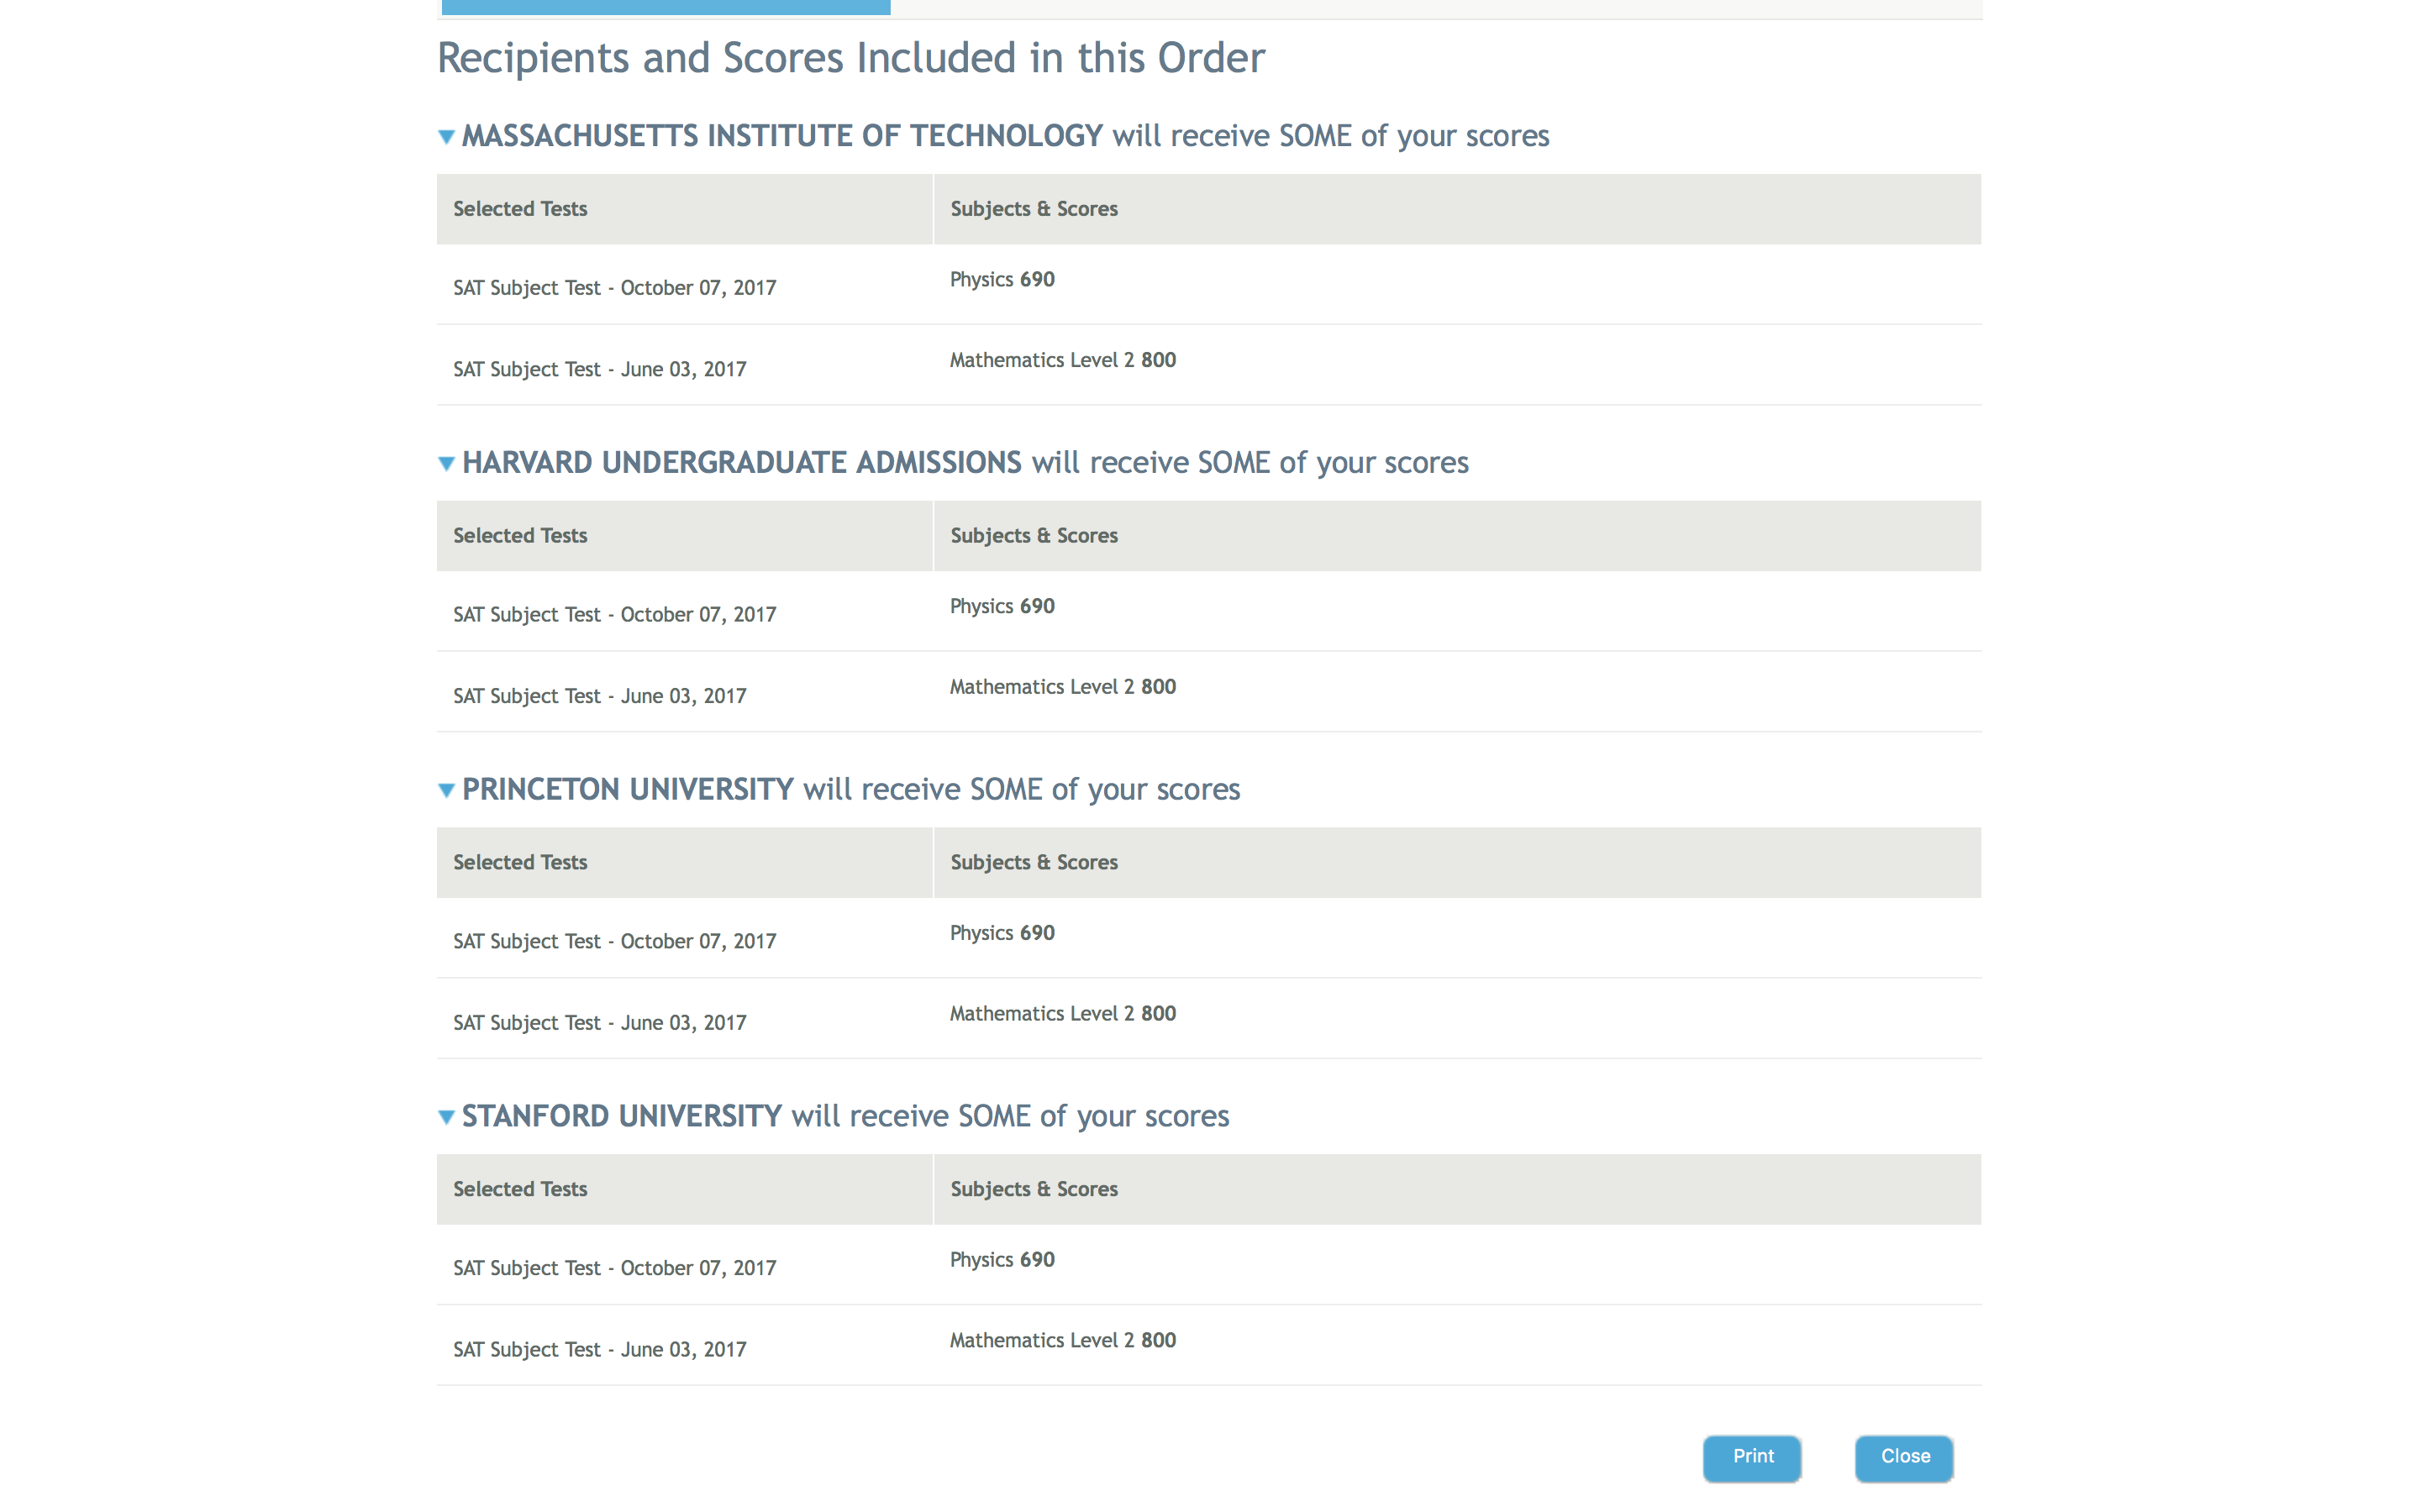 Recipients and Scores Included in this Order
MASSACHUSETTS INSTITUTE OF TECHNOLOGY will receive SOME of your scores
Selected Tests Subjects & Scores
SAT Subject Test - October 07, 2017 Physics 690
SAT Subject Test - June 03, 2017 Mathematics Level 2 800
HARVARD UNDERGRADUATE ADMISSIONS will receive SOME of your scores
Selected Tests Subjects & Scores
SAT Subject Test - October 07, 2017 Physics 690
SAT Subject Test - June 03, 2017 Mathematics Level 2 800
PRINCETON UNIVERSITY will receive SOME of your scores
Selected Tests Subjects & Scores
SAT Subject Test - October 07, 2017 Physics 690
SAT Subject Test - June 03, 2017 Mathematics Level 2 800
STANFORD UNIVERSITY will receive SOME of your scores
Selected Tests Subjects & Scores
SAT Subject Test - October 07, 2017 Physics 690
SAT Subject Test - June 03, 2017 Mathematics Level 2 800
Print Close